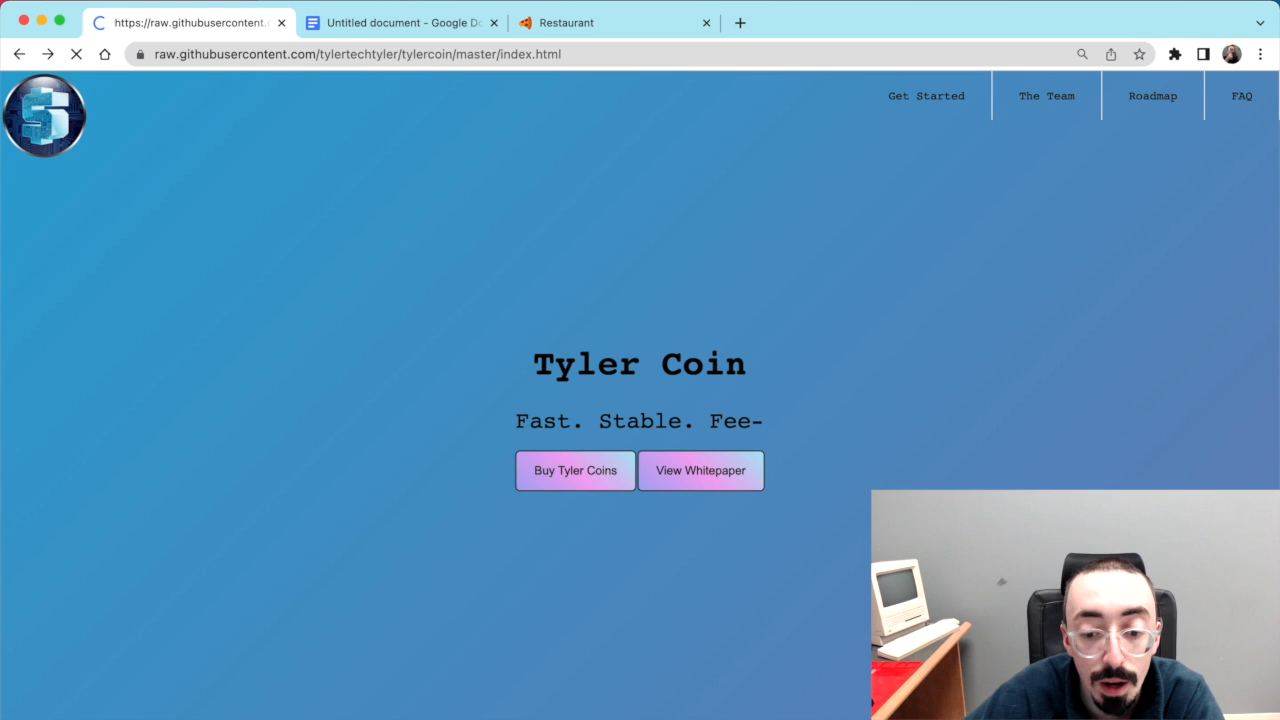 https://raw.githubusercontent.
Untitled document - Google Do
Restaurant
raw.githubusercontent.com/tylertechtyler/tylercoin/master/index.html
Get Started
The Team
Roadmap
FAQ
Tyler Coin
Fast. Stable. Fee-
Buy Tyler Coins
View Whitepaper